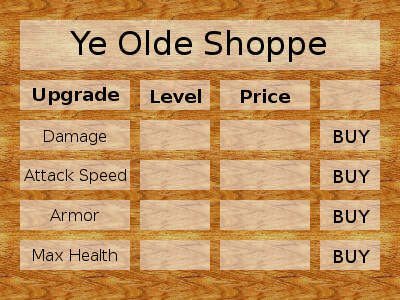 Ye Olde Shoppe
Upgrade Level Price
Damage BUY
Attack Speed BUY
Armor BUY
Max Health BUY